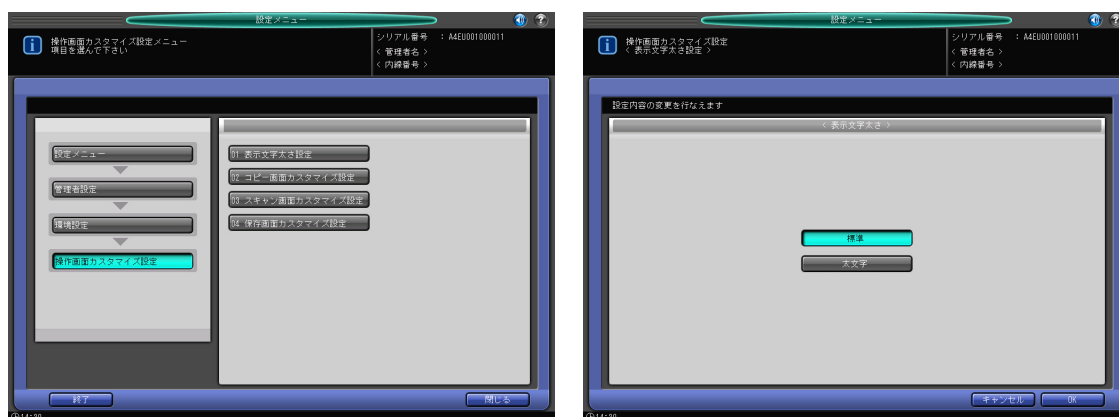 設定メニュー
操作画面カスタマイズ設定メニュー
項目を選んで下さい
シリアル番号 : A4EU001000011
< 管理者名 >
< 内線番号 >
設定メニュー
管理者設定
環境設定
操作画面カスタマイズ設定
01 表示文字太さ設定
02 コピー画面カスタマイズ設定
03 スキャン画面カスタマイズ設定
04 保存画面カスタマイズ設定
終了
閉じる
設定メニュー
操作画面カスタマイズ設定
< 表示文字太さ設定 >
シリアル番号 : A4EU001000011
< 管理者名 >
< 内線番号 >
設定内容の変更を行なえます
< 表示文字太さ >
標準
太文字
キャンセル
OK